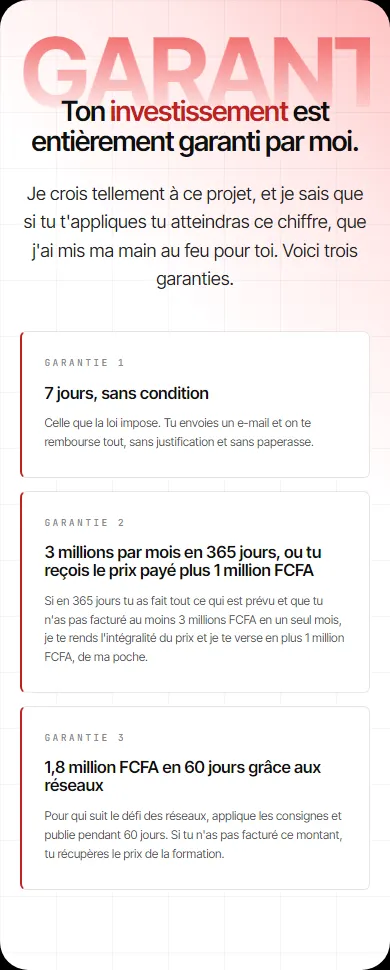 GARANT
Ton investissement est
entièrement garanti par moi.
Je crois tellement à ce projet, et je sais que
si tu t'appliques tu atteindras ce chiffre, que
j'ai mis ma main au feu pour toi. Voici trois
garanties.
GARANTIE 1
7 jours, sans condition
Celle que la loi impose. Tu envoies un e-mail et on te
rembourse tout, sans justification et sans paperasse.
GARANTIE 2
3 millions par mois en 365 jours, ou tu
reçois le prix payé plus 1 million FCFA
Si en 365 jours tu as fait tout ce qui est prévu et que tu
n'as pas facturé au moins 3 millions FCFA en un seul mois,
je te rends l'intégralité du prix et je te verse en plus 1 million
FCFA, de ma poche.
GARANTIE 3
1,8 million FCFA en 60 jours grâce aux
réseaux
Pour qui suit le défi des réseaux, applique les consignes et
publie pendant 60 jours. Si tu n'as pas facturé ce montant,
tu récupères le prix de la formation.